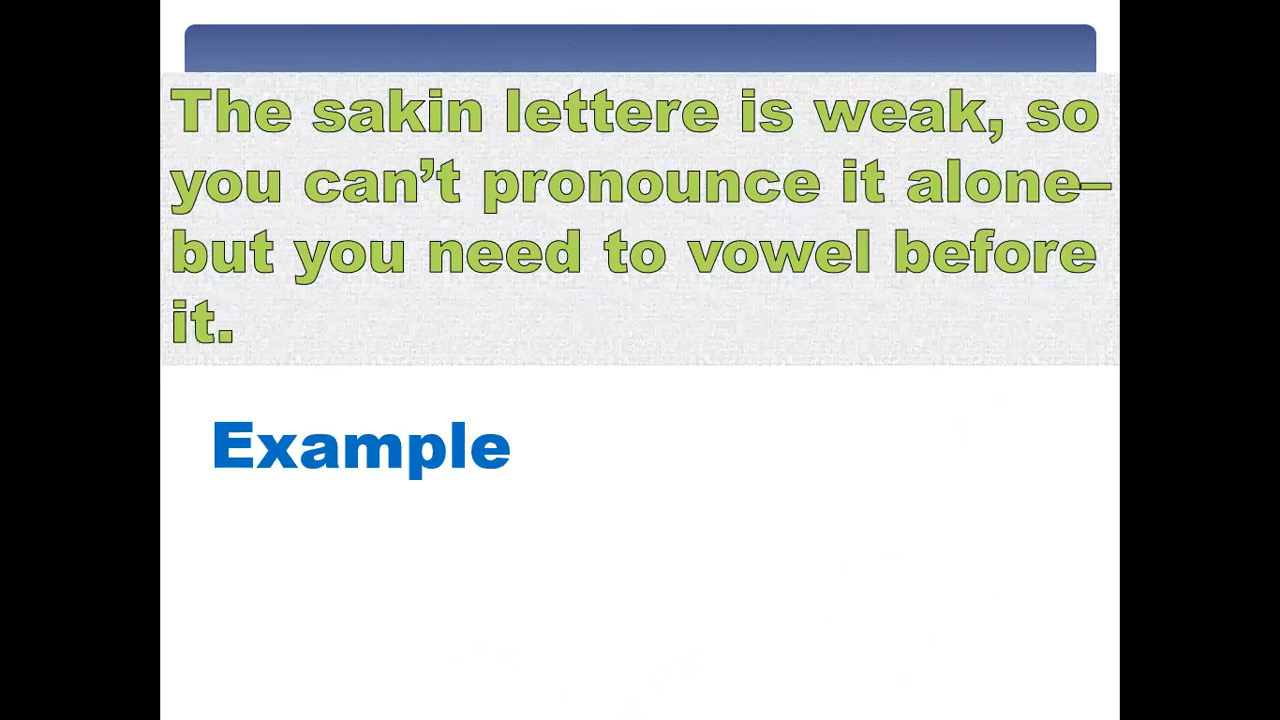 The sakin lettere is weak, so
you can’t pronounce it alone–
but you need to vowel before
it.
Example